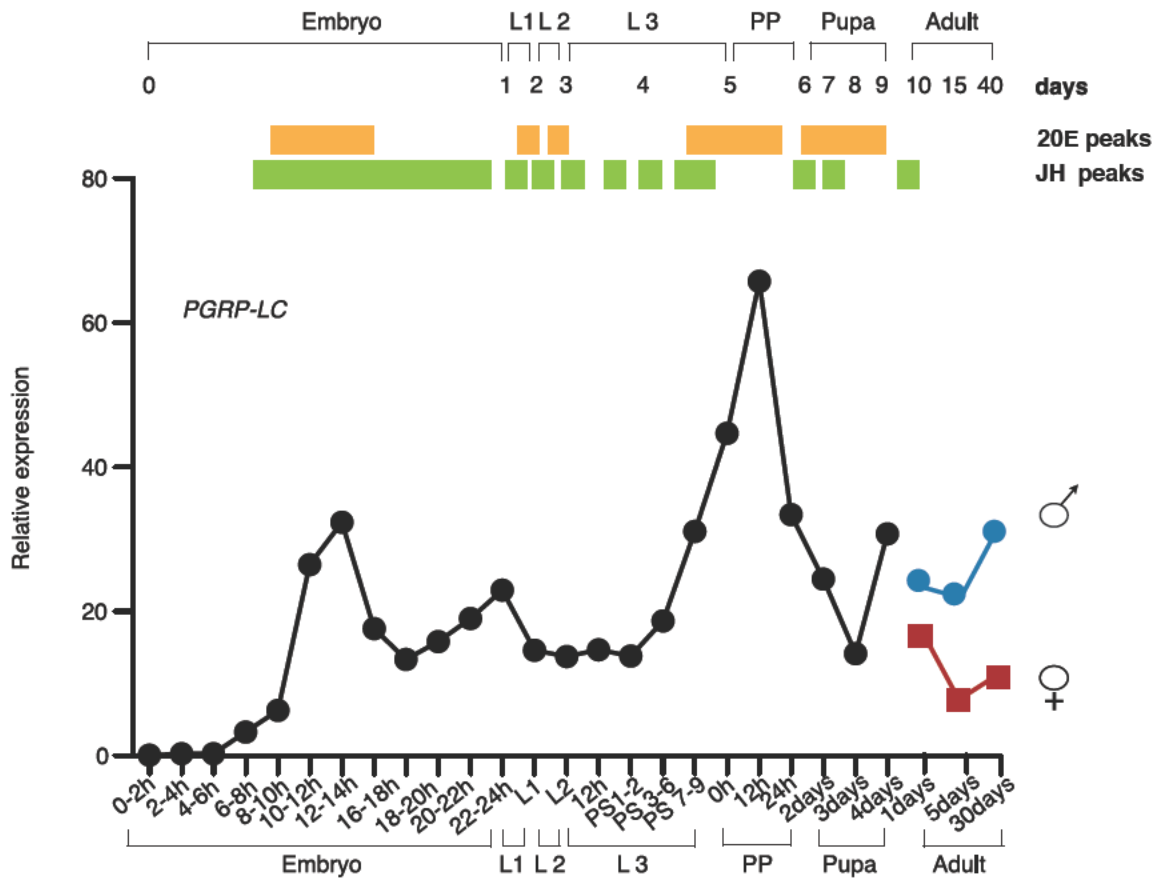 Embryo L1 L 2 L 3 PP Pupa Adult
0 1 2 3 4 5 6 7 8 9 10 15 40 days
20E peaks
JH peaks
80
PGRP-LC
60
40
20
0
Relative expression
0-2h 2-4h 4-6h 6-8h 8-10h 10-12h 12-14h 16-18h 18-20h 20-22h 22-24h L1 L2 12h PS1-2 PS 3-6 PS 7-9 0h 12h 24h 2days 3days 4days 1days 5days 30days
Embryo L1 L 2 L 3 PP Pupa Adult